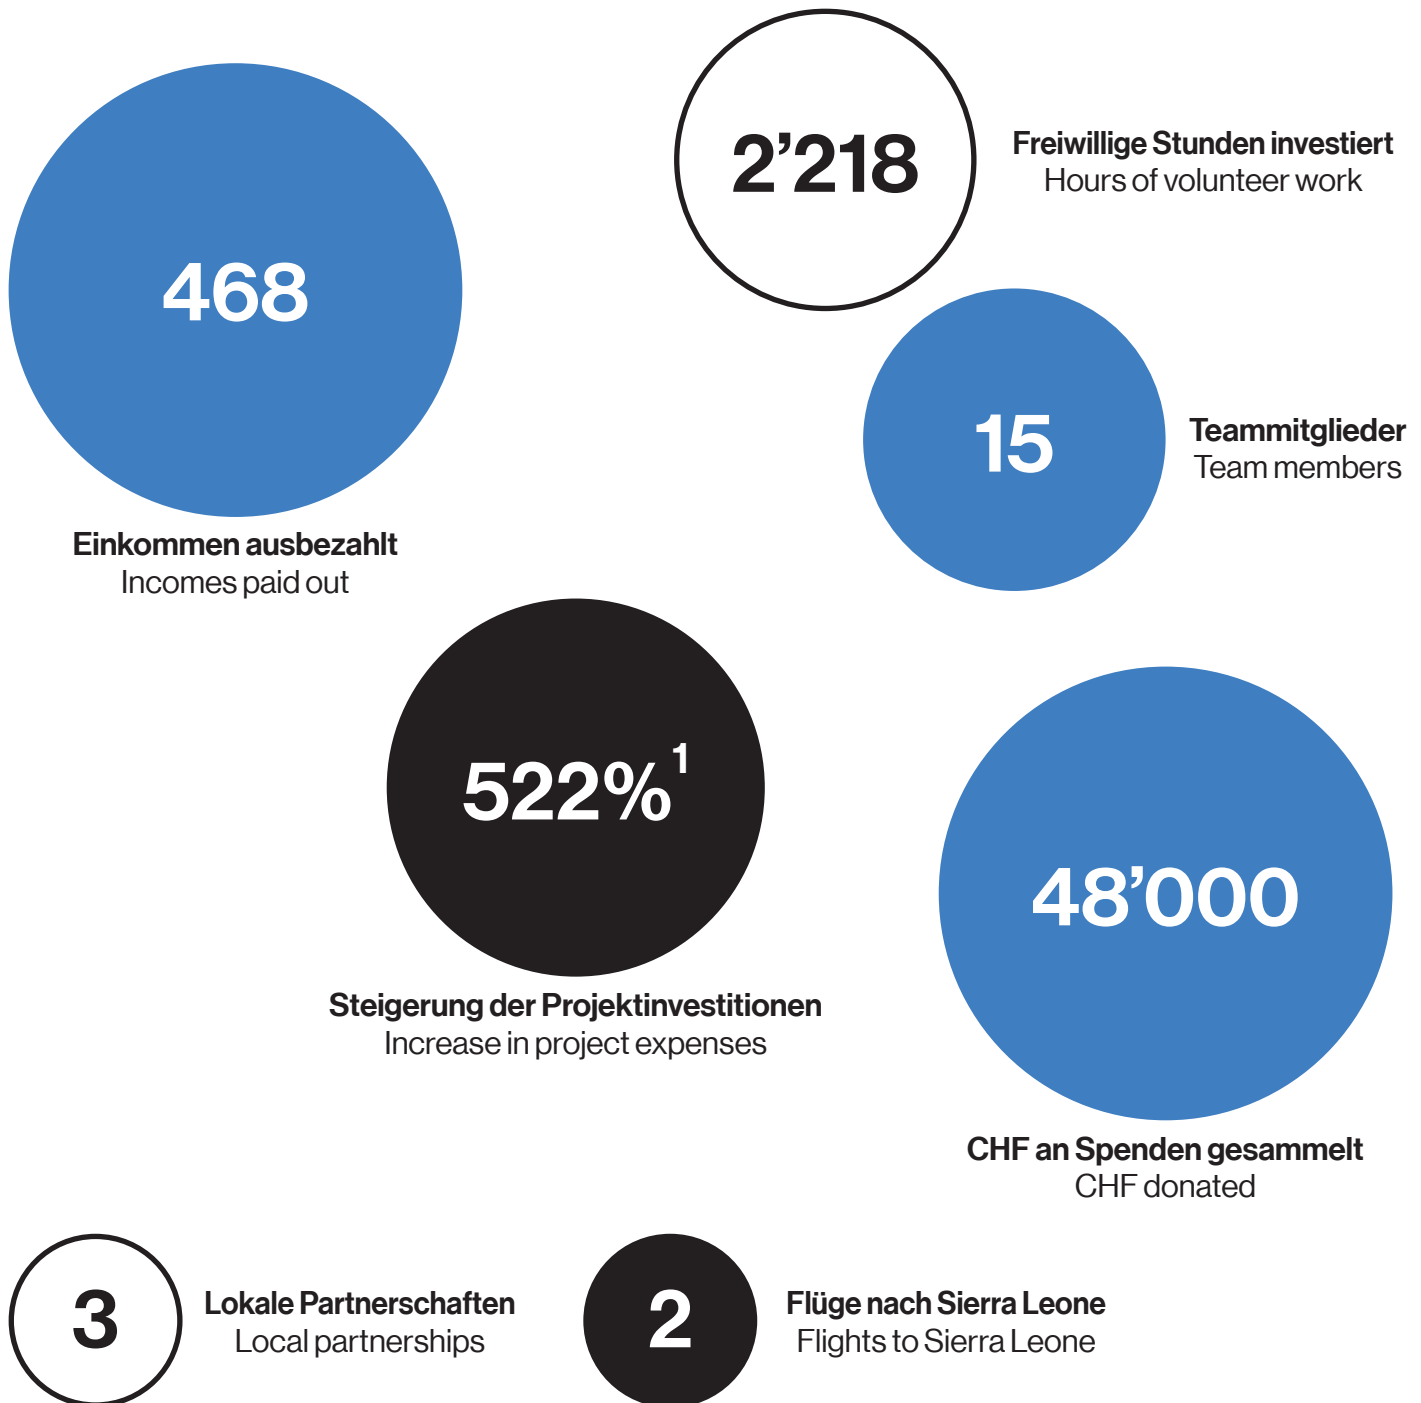 2’218
Freiwillige Stunden investiert
Hours of volunteer work
468
Einkommen ausbezahlt
Incomes paid out
15
Teammitglieder
Team members
522%¹
Steigerung der Projektinvestitionen
Increase in project expenses
48’000
CHF an Spenden gesammelt
CHF donated
3
Lokale Partnerschaften
Local partnerships
2
Flüge nach Sierra Leone
Flights to Sierra Leone